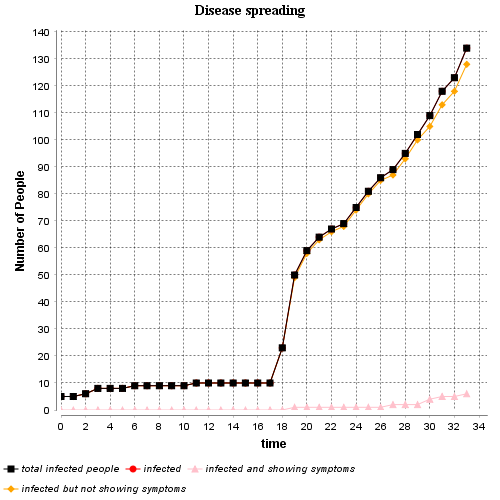 Disease spreading
140
130
120
110
100
90
80
70
60
50
40
30
20
10
0
Number of People
0 2 4 6 8 10 12 14 16 18 20 22 24 26 28 30 32 34
time
total infected people infected infected and showing symptoms
infected but not showing symptoms